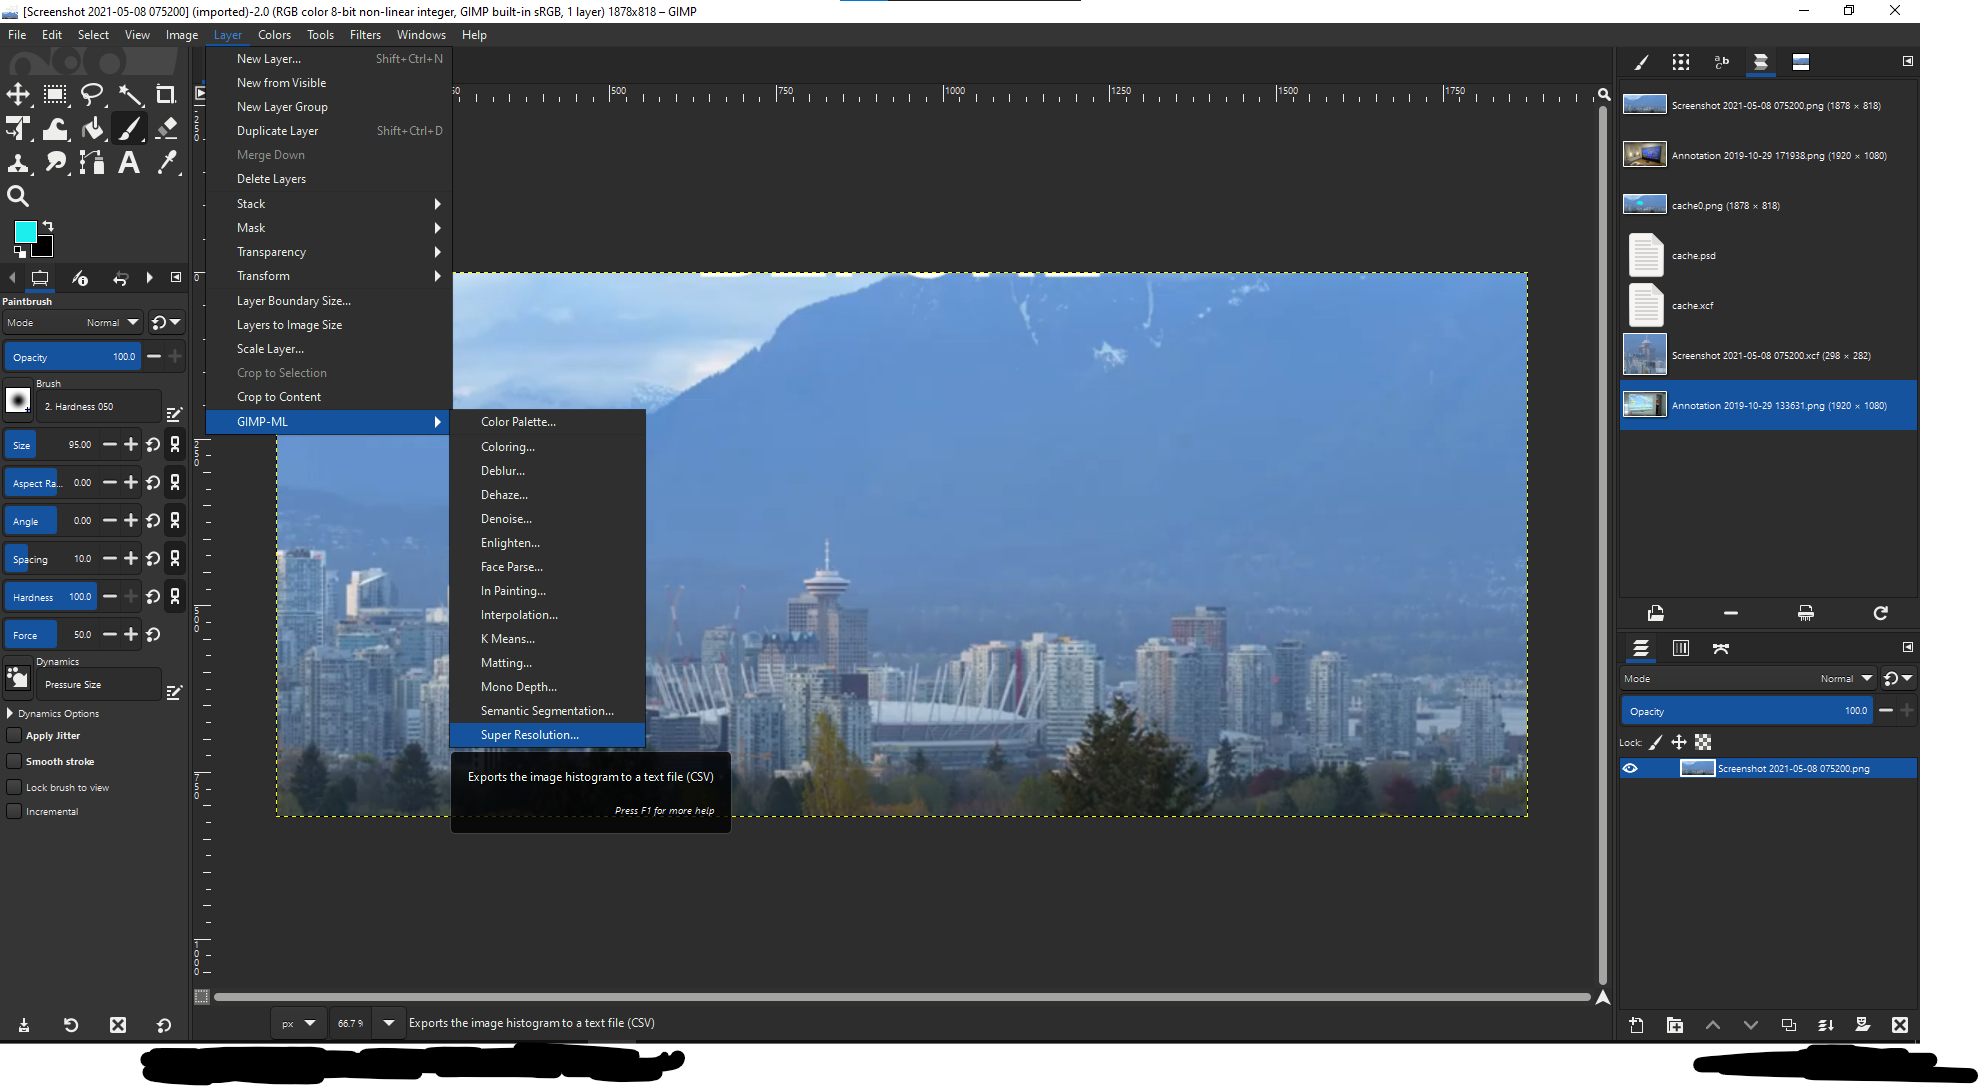 [Screenshot 2021-05-08 075200] (imported)-2.0 (RGB color 8-bit non-linear integer, GIMP built-in sRGB, 1 layer) 1878x818 – GIMP
File Edit Select View Image Layer Colors Tools Filters Windows Help
New Layer... Shift+Ctrl+N
New from Visible
New Layer Group
Duplicate Layer Shift+Ctrl+D
Merge Down
Delete Layers
Stack
Mask
Transparency
Transform
Layer Boundary Size...
Layers to Image Size
Scale Layer...
Crop to Selection
Crop to Content
GIMP-ML
Color Palette...
Coloring...
Deblur...
Dehaze...
Denoise...
Enlighten...
Face Parse...
In Painting...
Interpolation...
K Means...
Matting...
Mono Depth...
Semantic Segmentation...
Super Resolution...
Exports the image histogram to a text file (CSV)
Press F1 for more help
50 500 750 1000 1250 1500 1750
250
0
250
500
750
1000
Paintbrush
Mode Normal
Opacity 100.0
Brush
2. Hardness 050
Size 95.00
Aspect Ra... 0.00
Angle 0.00
Spacing 10.0
Hardness 100.0
Force 50.0
Dynamics
Pressure Size
Dynamics Options
Apply Jitter
Smooth stroke
Lock brush to view
Incremental
px 66.7 % Exports the image histogram to a text file (CSV)
Screenshot 2021-05-08 075200.png (1878 × 818)
Annotation 2019-10-29 171938.png (1920 × 1080)
cache0.png (1878 × 818)
cache.psd
cache.xcf
Screenshot 2021-05-08 075200.xcf (298 × 282)
Annotation 2019-10-29 133631.png (1920 × 1080)
Mode Normal
Opacity 100.0
Lock:
Screenshot 2021-05-08 075200.png